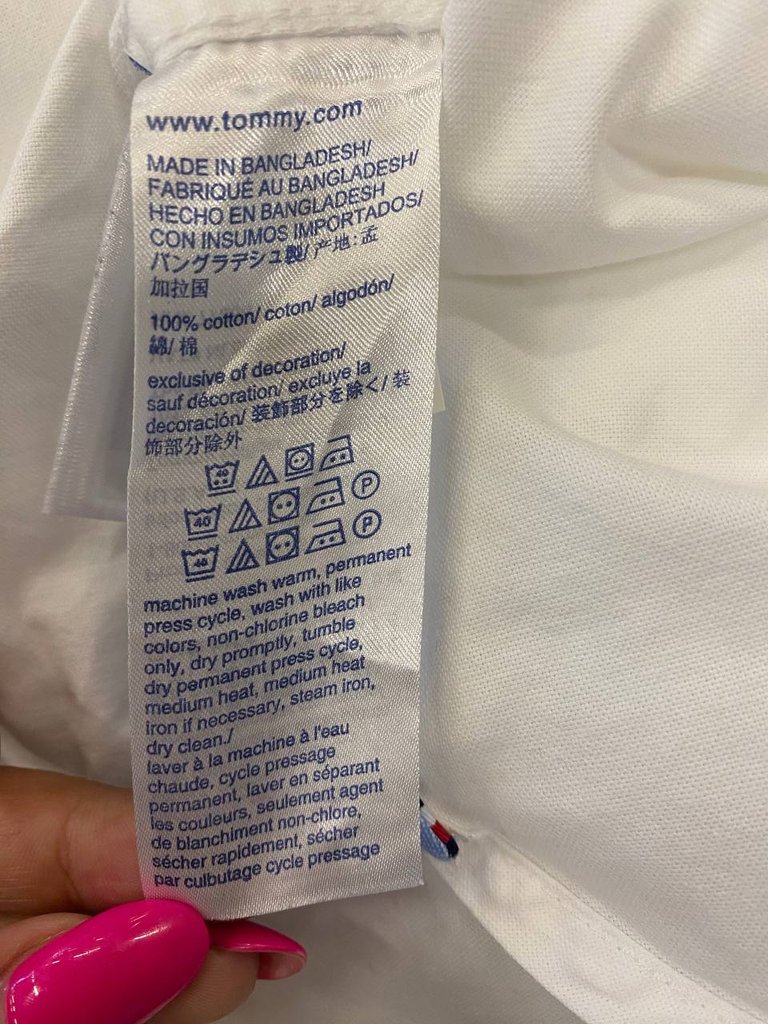 www.tommy.com
MADE IN BANGLADESH/
FABRIQUÉ AU BANGLADESH/
HECHO EN BANGLADESH
CON INSUMOS IMPORTADOS/
バングラデシュ製/ 产地: 孟
加拉国
100% cotton/ coton/ algodón/
綿/ 棉
exclusive of decoration/
sauf décoration/ excluye la
decoración/ 装飾部分を除く/ 装
饰部分除外
40
40 P
40 P
machine wash warm, permanent
press cycle, wash with like
colors, non-chlorine bleach
only, dry promptly, tumble
dry permanent press cycle,
medium heat, medium heat
iron if necessary, steam iron,
dry clean./
laver à la machine à l'eau
chaude, cycle pressage
permanent, laver en séparant
les couleurs, seulement agent
de blanchiment non-chlore,
sécher rapidement, sécher
par culbutage cycle pressage